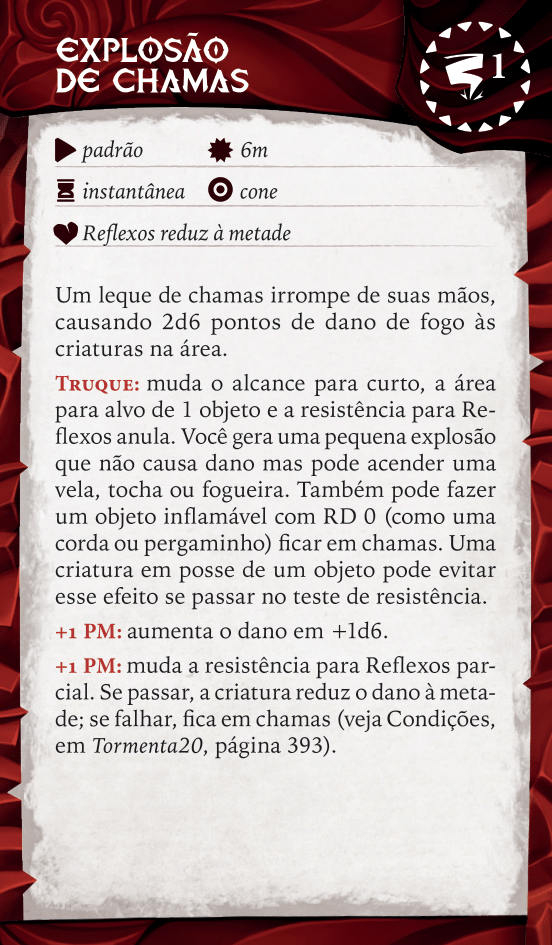 EXPLOSÃO
DE CHAMAS
1
padrão 6m
instantânea cone
Reflexos reduz à metade
Um leque de chamas irrompe de suas mãos,
causando 2d6 pontos de dano de fogo às
criaturas na área.
Truque: muda o alcance para curto, a área
para alvo de 1 objeto e a resistência para Re-
flexos anula. Você gera uma pequena explosão
que não causa dano mas pode acender uma
vela, tocha ou fogueira. Também pode fazer
um objeto inflamável com RD 0 (como uma
corda ou pergaminho) ficar em chamas. Uma
criatura em posse de um objeto pode evitar
esse efeito se passar no teste de resistência.
+1 PM: aumenta o dano em +1d6.
+1 PM: muda a resistência para Reflexos par-
cial. Se passar, a criatura reduz o dano à meta-
de; se falhar, fica em chamas (veja Condições,
em Tormenta20, página 393).